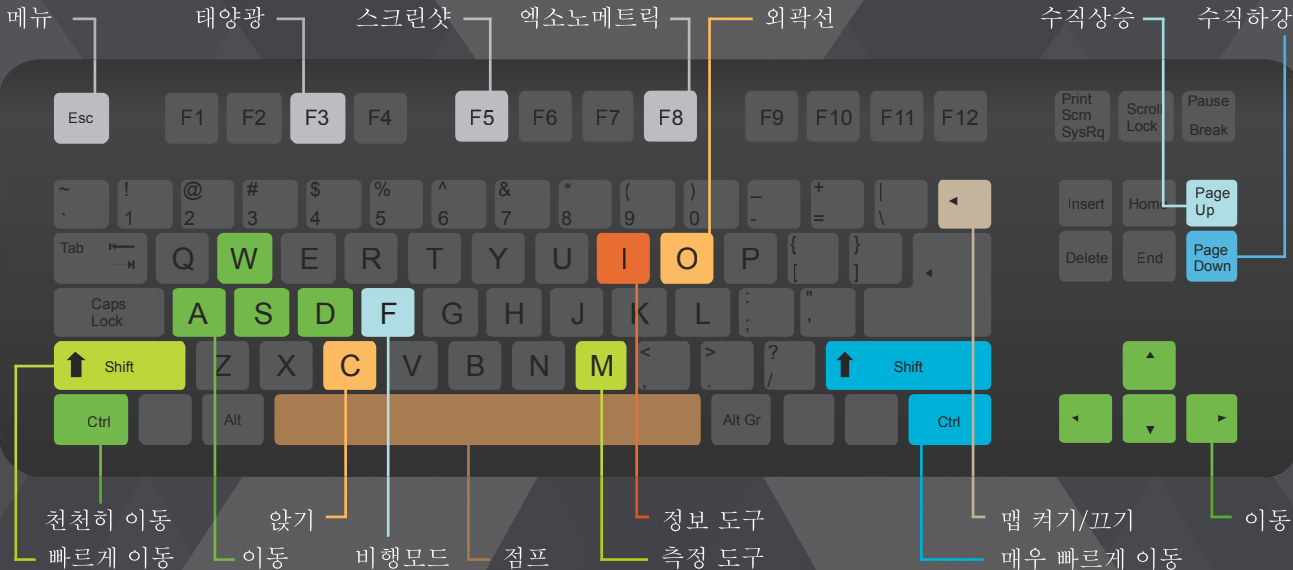 메뉴 태양광 스크린샷 엑소노메트릭 외곽선 수직상승 수직하강
Esc F1 F2 F3 F4 F5 F6 F7 F8 F9 F10 F11 F12 Print Scrn SysRq Scroll Lock Pause Break
~ ` ! 1 @ 2 # 3 $ 4 % 5 ^ 6 & 7 * 8 ( 9 ) 0 _ - + = | \ Insert Home Page Up
Tab Q W E R T Y U I O P { [ } ] Delete End Page Down
Caps Lock A S D F G H J K L : ; " '
Shift Z X C V B N M < , > . ? / Shift
Ctrl Alt Alt Gr Ctrl
천천히 이동 앉기 정보 도구 맵 켜기/끄기 이동
빠르게 이동 이동 비행모드 점프 측정 도구 매우 빠르게 이동